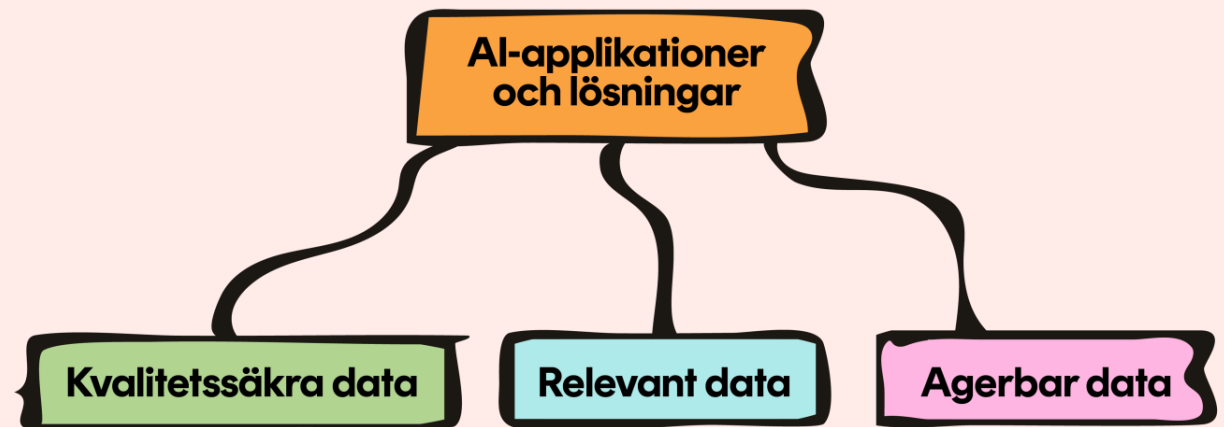 AI-applikationer
och lösningar
Kvalitetssäkra data
Relevant data
Agerbar data